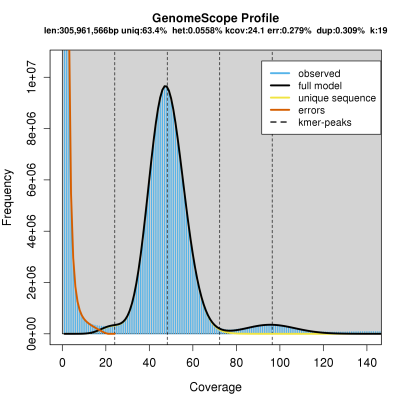 GenomeScope Profile
len:305,961,566bp uniq:63.4% het:0.0558% kcov:24.1 err:0.279% dup:0.309% k:19
observed
full model
unique sequence
errors
kmer-peaks
Frequency
1e+07
8e+06
6e+06
4e+06
2e+06
0e+00
0 20 40 60 80 100 120 140
Coverage